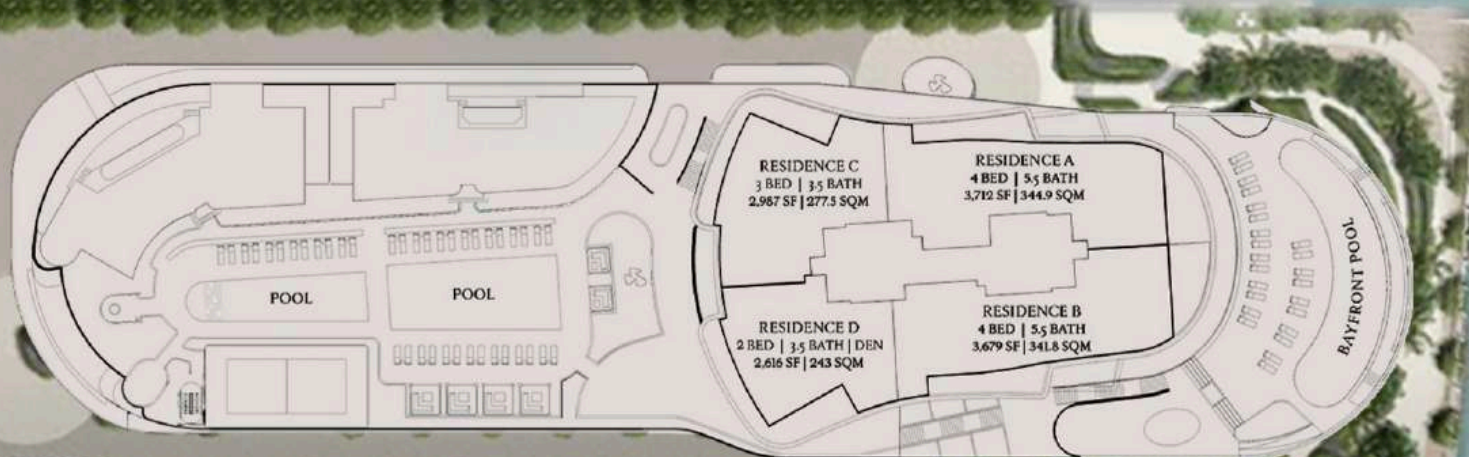 RESIDENCE C
3 BED | 3.5 BATH
2,987 SF | 277.5 SQM
RESIDENCE A
4 BED | 5.5 BATH
3,712 SF | 344.9 SQM
POOL
POOL
RESIDENCE D
2 BED | 3.5 BATH | DEN
2,616 SF | 243 SQM
RESIDENCE B
4 BED | 5.5 BATH
3,679 SF | 341.8 SQM
BAYFRONT POOL